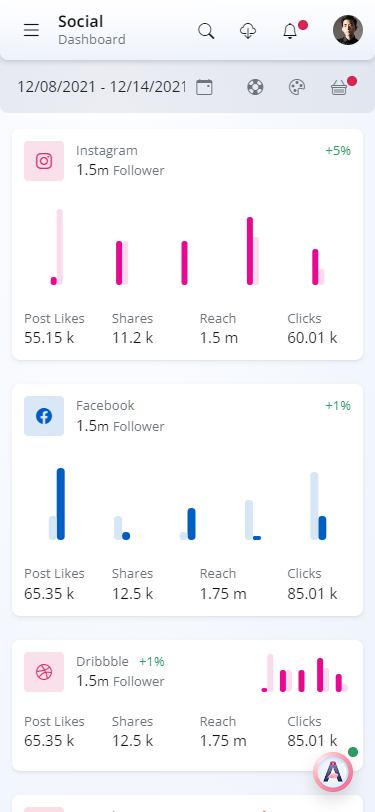 Social
Dashboard
12/08/2021 - 12/14/2021
Instagram
+5%
1.5m Follower
Post Likes Shares Reach Clicks
55.15 k 11.2 k 1.5 m 60.01 k
Facebook
+1%
1.5m Follower
Post Likes Shares Reach Clicks
65.35 k 12.5 k 1.75 m 85.01 k
Dribbble +1%
1.5m Follower
Post Likes Shares Reach Clicks
65.35 k 12.5 k 1.75 m 85.01 k